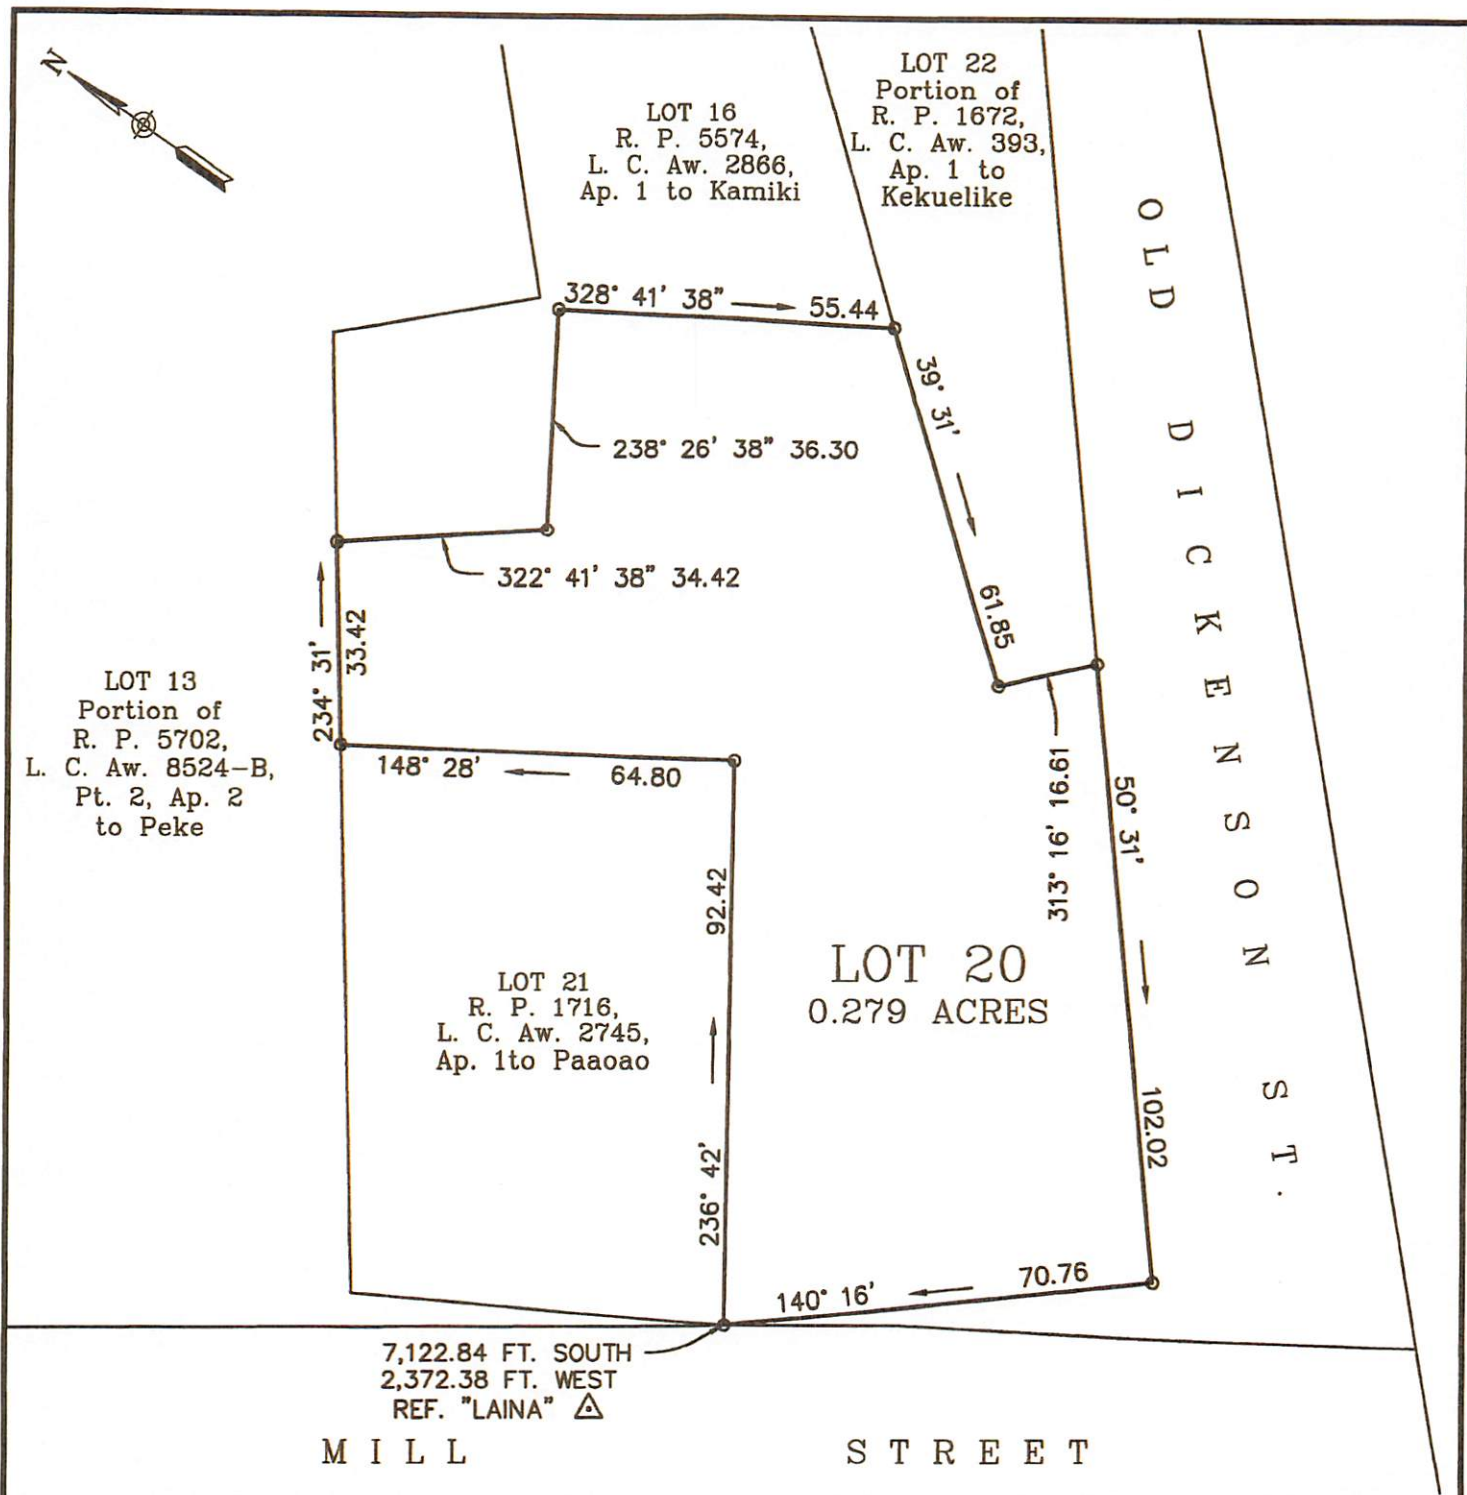 N
LOT 16
R. P. 5574,
L. C. Aw. 2866,
Ap. 1 to Kamiki
LOT 22
Portion of
R. P. 1672,
L. C. Aw. 393,
Ap. 1 to
Kekuelike
OLD DICKENSON ST.
328° 41' 38" 55.44
39° 31' 61.85
238° 26' 38" 36.30
322° 41' 38" 34.42
234° 31' 33.42
LOT 13
Portion of
R. P. 5702,
L. C. Aw. 8524-B,
Pt. 2, Ap. 2
to Peke
148° 28' 64.80
313° 16' 16.61
50° 31' 102.02
236° 42' 92.42
LOT 20
0.279 ACRES
LOT 21
R. P. 1716,
L. C. Aw. 2745,
Ap. 1to Paaoao
140° 16' 70.76
7,122.84 FT. SOUTH
2,372.38 FT. WEST
REF. "LAINA"
MILL STREET